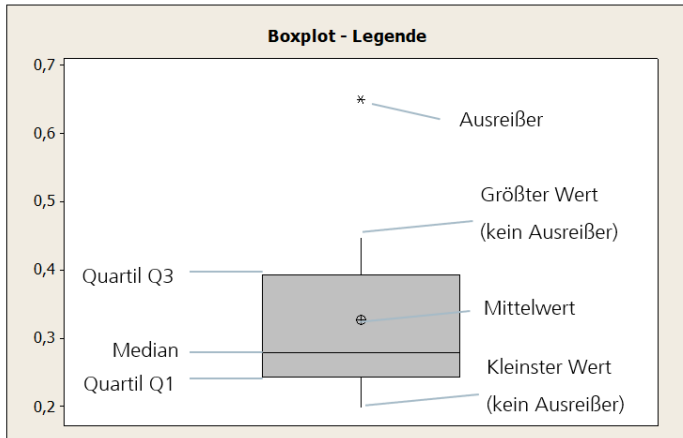 Boxplot - Legende
0,7
Ausreißer
0,6
Größter Wert
0,5
(kein Ausreißer)
0,4
Quartil Q3
Mittelwert
0,3
Median
Kleinster Wert
Quartil Q1
(kein Ausreißer)
0,2